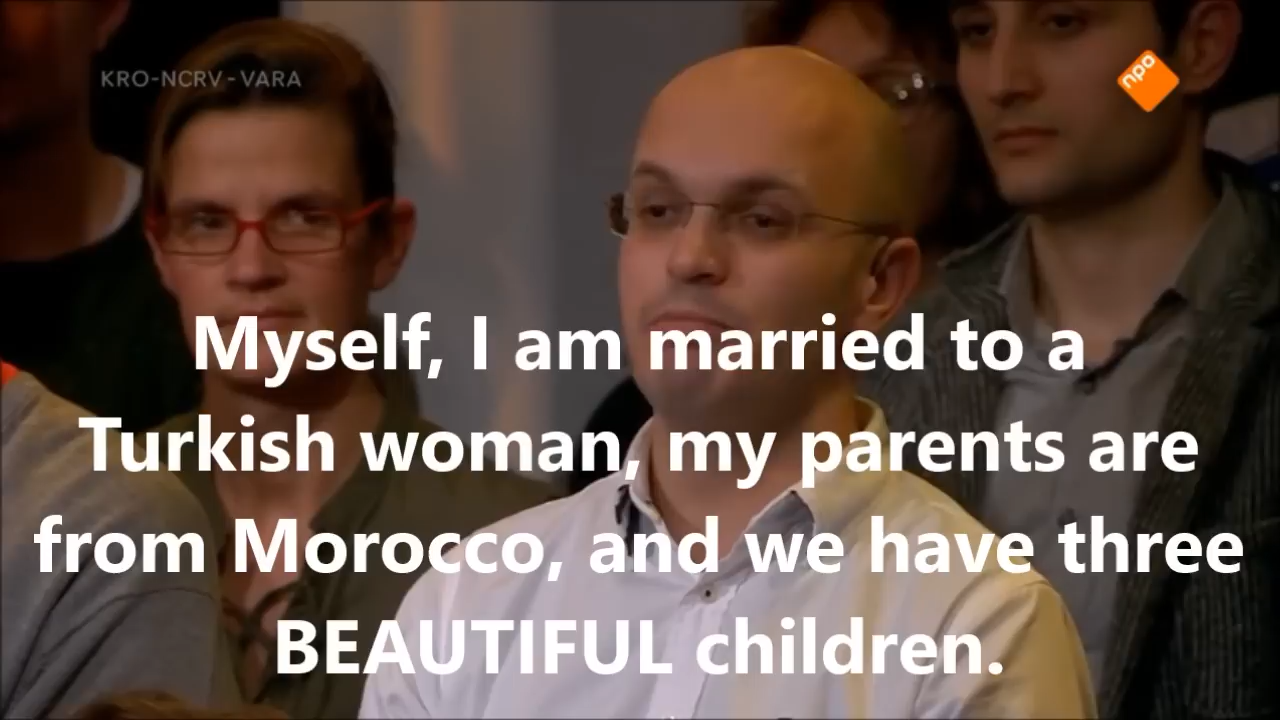 KRO-NCRV-VARA
npo
Myself, I am married to a
Turkish woman, my parents are
from Morocco, and we have three
BEAUTIFUL children.